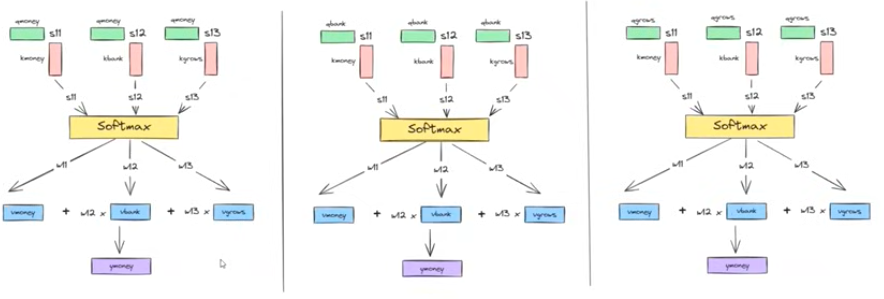 qmoney qmoney qmoney
s11 s12 s13
kmoney kbank kgrows
s11 s12 s13
Softmax
w11 w12 w13
vmoney + w12 x vbank + w13 x vgrows
ymoney
qbank qbank qbank
s11 s12 s13
kmoney kbank kgrows
s11 s12 s13
Softmax
w11 w12 w13
vmoney + w12 x vbank + w13 x vgrows
ymoney
qgrows qgrows qgrows
s11 s12 s13
kmoney kbank kgrows
s11 s12 s13
Softmax
w11 w12 w13
vmoney + w12 x vbank + w13 x vgrows
ymoney